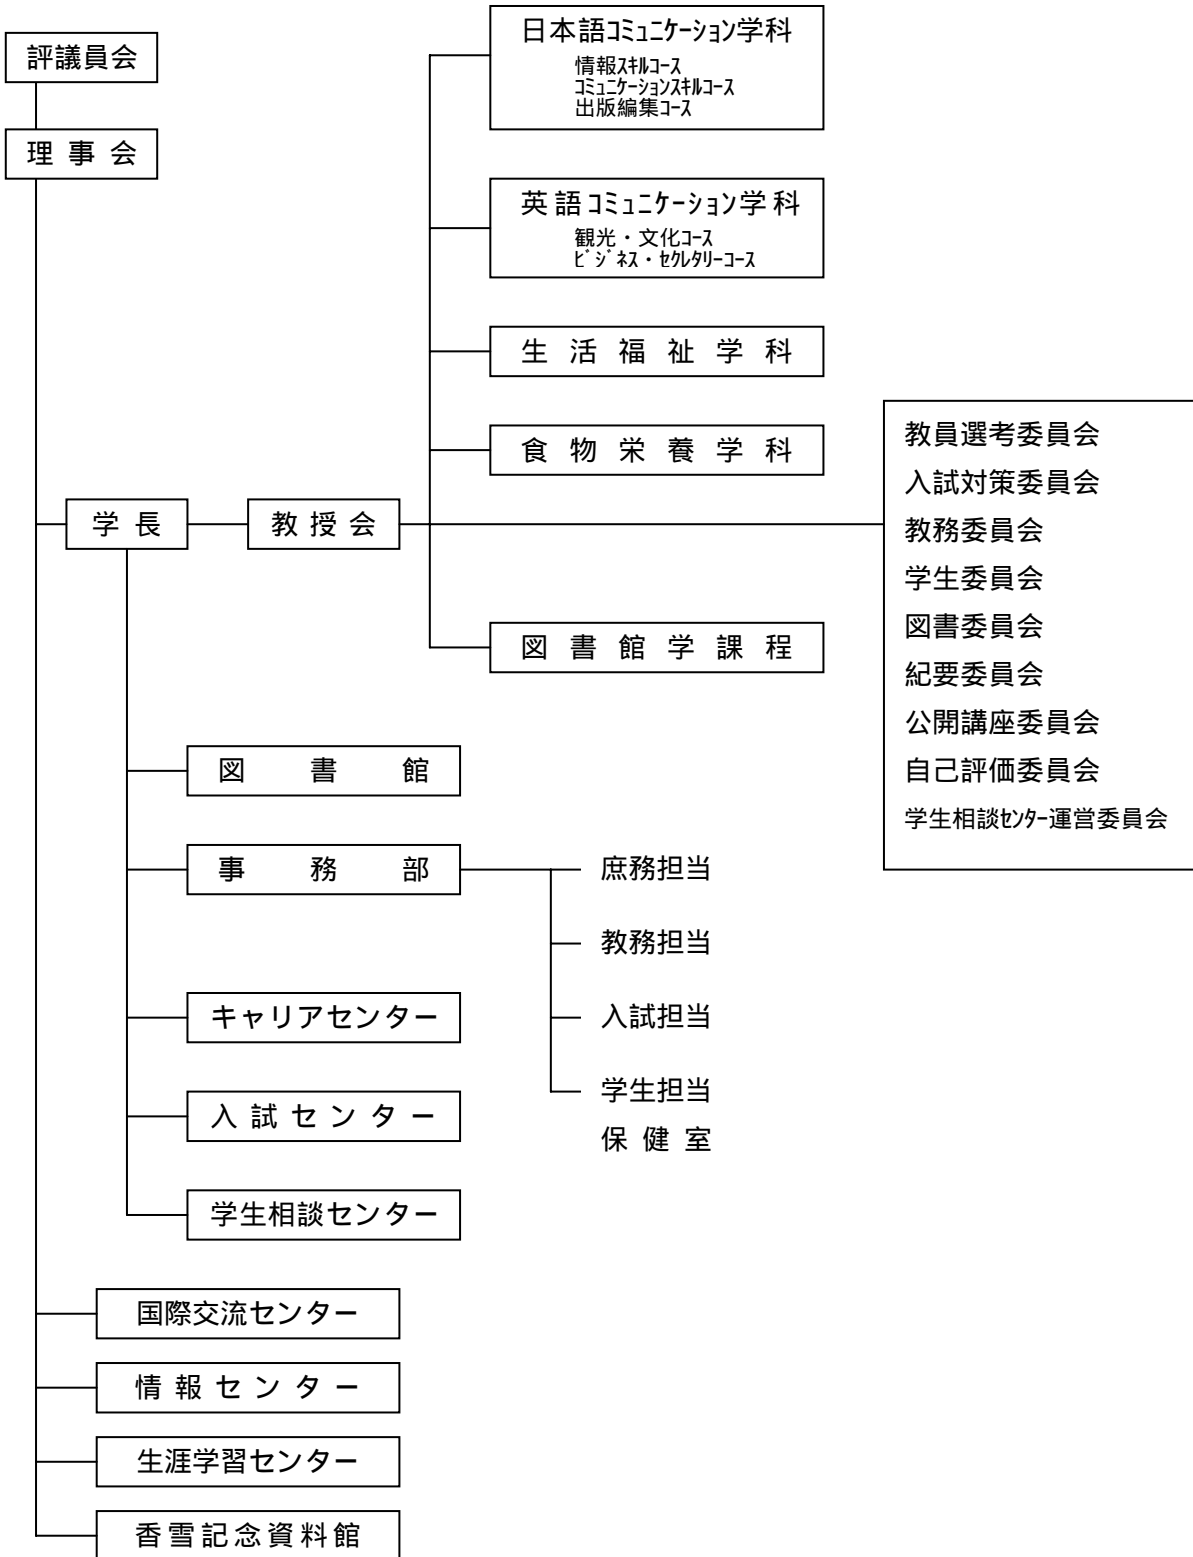 評議員会
理事会
日本語コミュニケーション学科
情報スキルコース
コミュニケーションスキルコース
出版編集コース
英語コミュニケーション学科
観光・文化コース
ビジネス・セクレタリーコース
生活福祉学科
食物栄養学科
学長
教授会
図書館学課程
教員選考委員会
入試対策委員会
教務委員会
学生委員会
図書委員会
紀要委員会
公開講座委員会
自己評価委員会
学生相談センター運営委員会
図書館
事務部
庶務担当
教務担当
入試担当
学生担当
保健室
キャリアセンター
入試センター
学生相談センター
国際交流センター
情報センター
生涯学習センター
香雪記念資料館